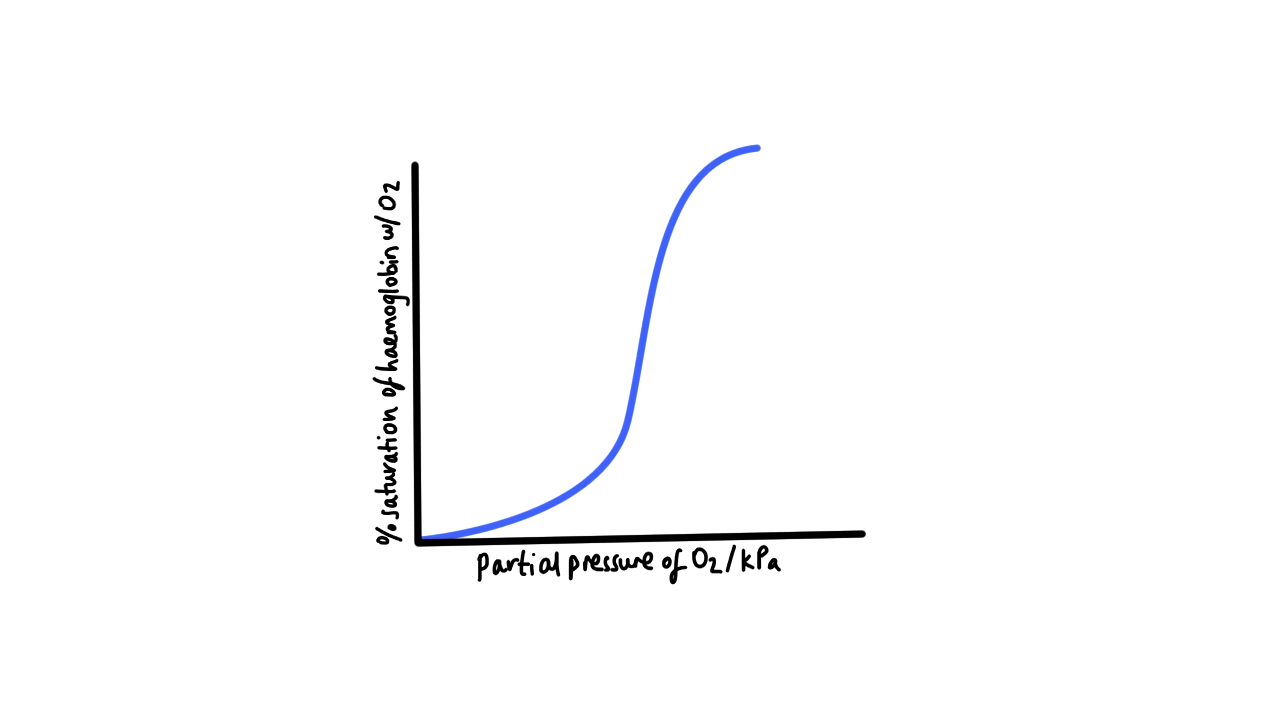 % saturation of haemoglobin w/ O2
Partial pressure of O2 / kPa